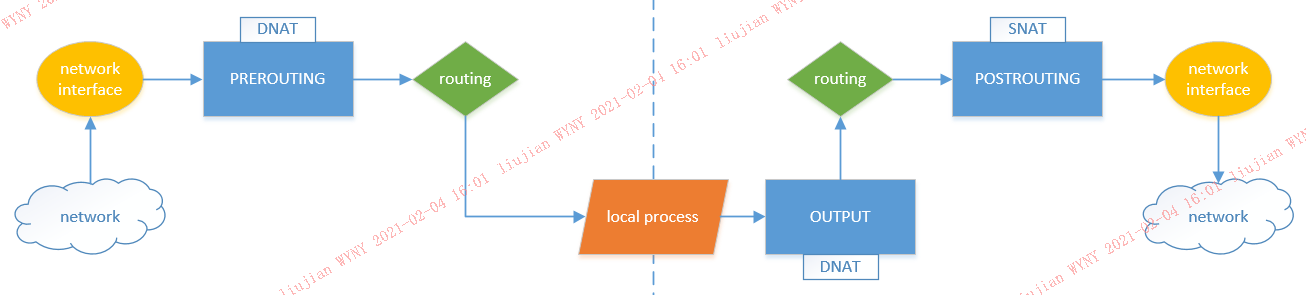 DNAT
network
interface
PREROUTING
routing
network
local process
OUTPUT
DNAT
routing
SNAT
POSTROUTING
network
interface
network
WYNY 2021-02-04 16:01 liujian
liujian WYNY 2021-02-04 16:01 liujian WYNY 2021-02-04 16:01 liujian
liujian WYNY 2021-02-04 16:01 liujian WYNY